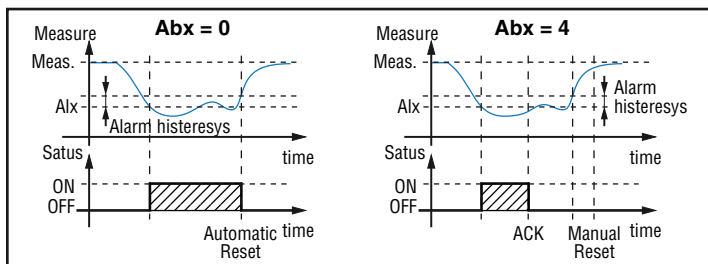 Abx = 0
Measure
Meas.
Alx
Alarm histeresys
time
Satus
ON
OFF
Automatic
Reset
time
Abx = 4
Measure
Meas.
Alx
Alarm
histeresys
time
Satus
ON
OFF
ACK
Manual
Reset
time